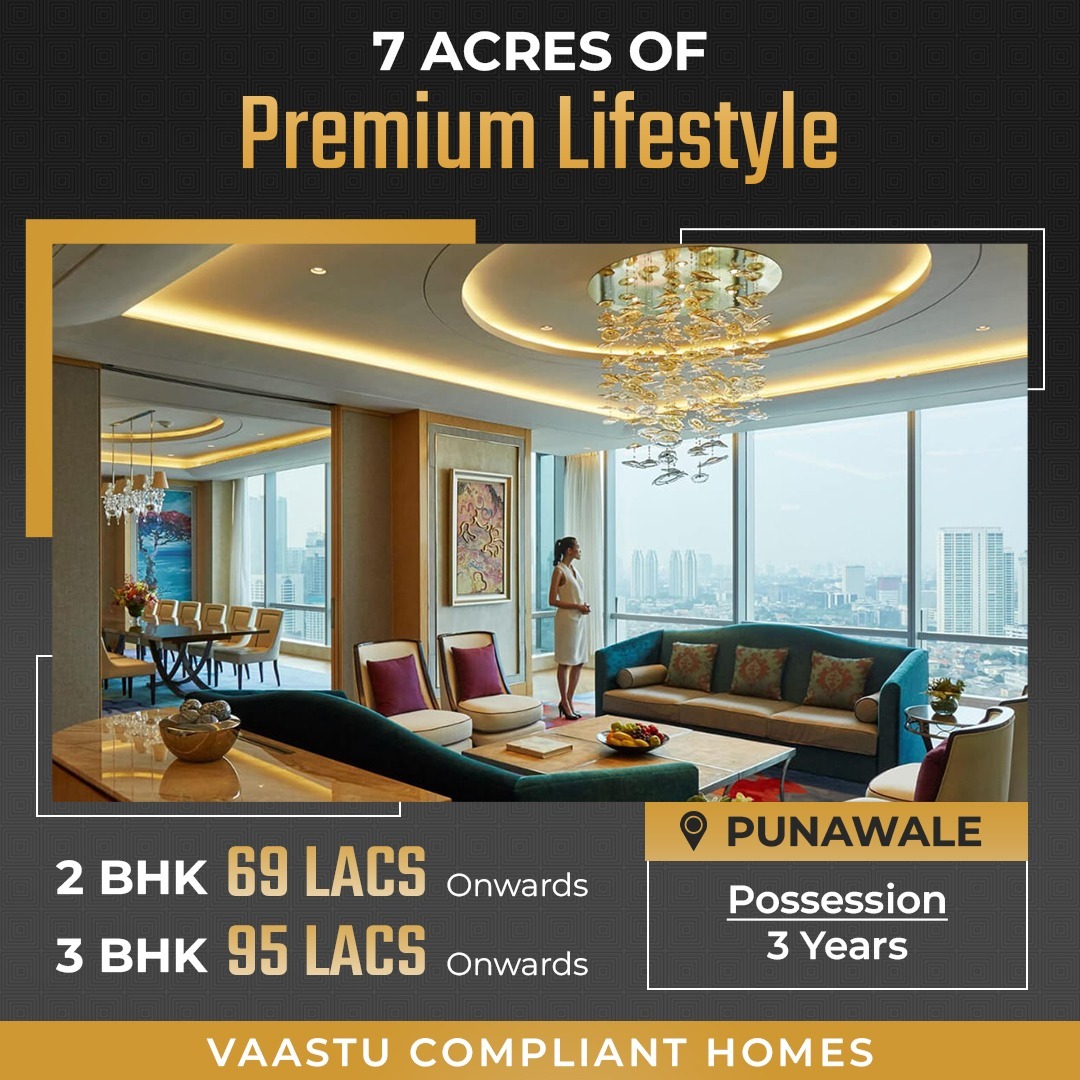 7 ACRES OF
Premium Lifestyle
2 BHK 69 LACS Onwards
3 BHK 95 LACS Onwards
PUNAWALE
Possession
3 Years
VAASTU COMPLIANT HOMES